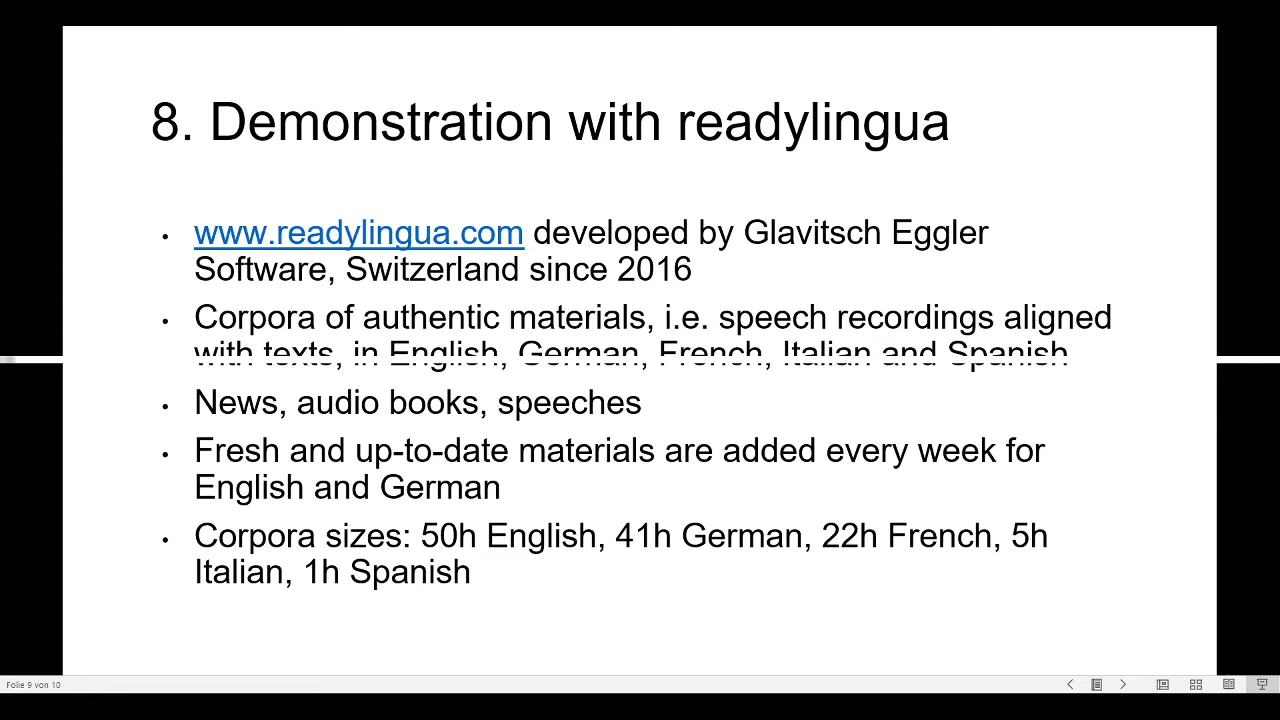 8. Demonstration with readylingua
• www.readylingua.com developed by Glavitsch Eggler
Software, Switzerland since 2016
• Corpora of authentic materials, i.e. speech recordings aligned
with texts, in English, German, French, Italian and Spanish
• News, audio books, speeches
• Fresh and up-to-date materials are added every week for
English and German
• Corpora sizes: 50h English, 41h German, 22h French, 5h
Italian, 1h Spanish
Folie 9 von 10